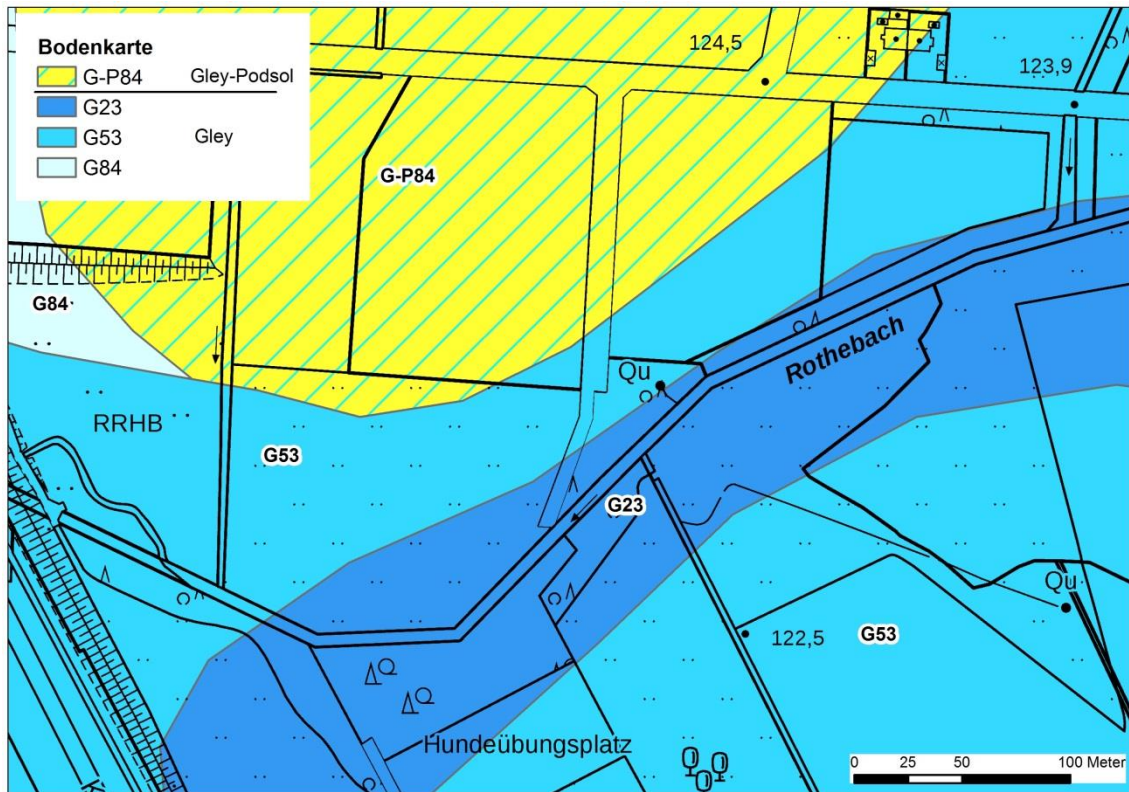 Bodenkarte
G-P84 Gley-Podsol
G23
G53 Gley
G84
124,5
123,9
G-P84
G84
Rothebach
Qu
RRHB
G53
G23
Qu
122,5
G53
Hundeübungsplatz
0 25 50 100 Meter